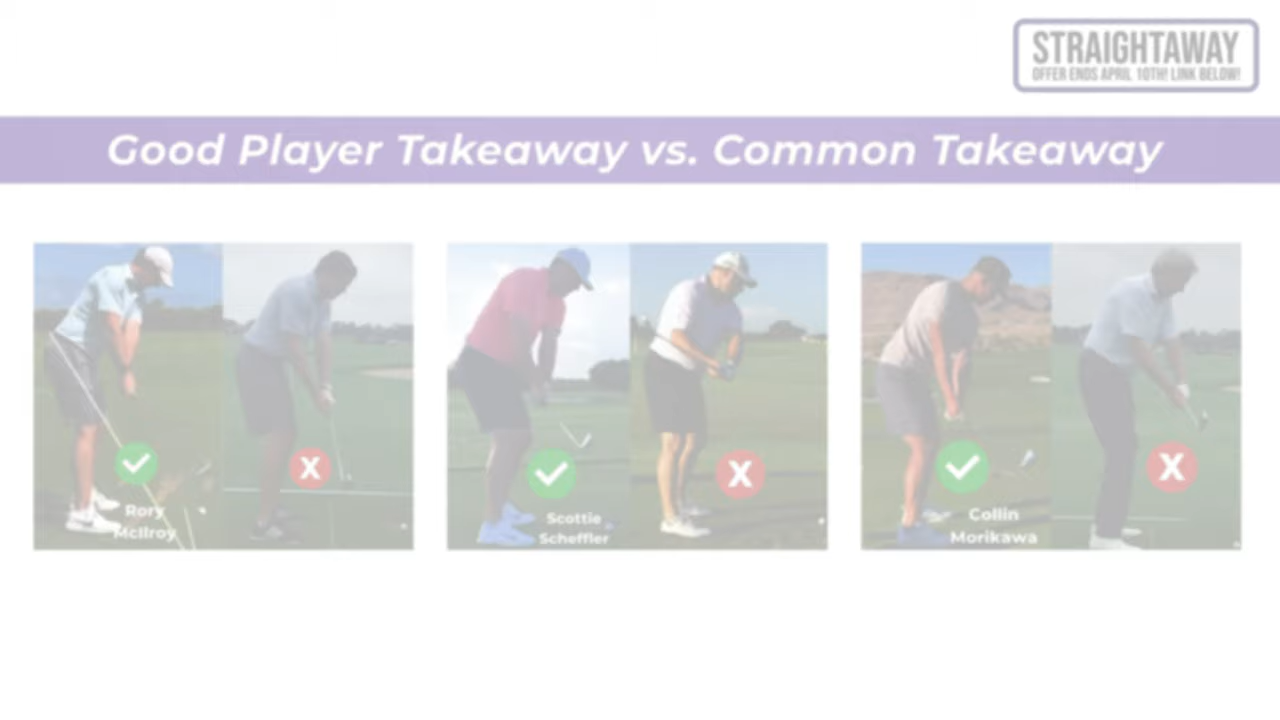 STRAIGHTAWAY
OFFER ENDS APRIL 10TH! LINK BELOW!
Good Player Takeaway vs. Common Takeaway
X
Rory
McIlroy
X
Scottie
Scheffler
X
Collin
Morikawa